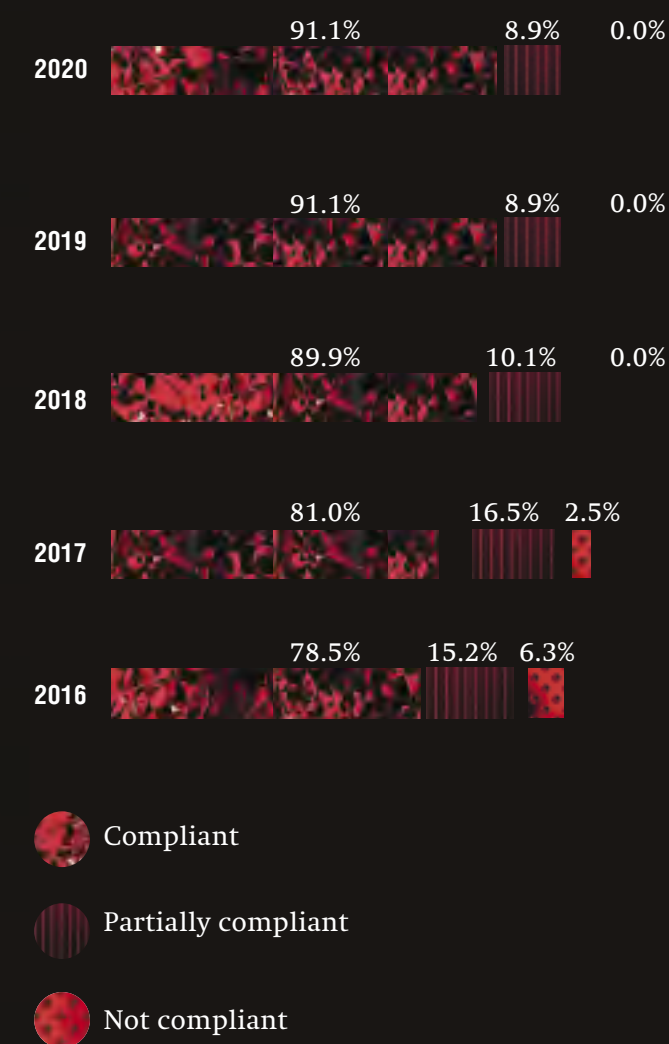 91.1% 8.9% 0.0%
2020
91.1% 8.9% 0.0%
2019
89.9% 10.1% 0.0%
2018
81.0% 16.5% 2.5%
2017
78.5% 15.2% 6.3%
2016
Compliant
Partially compliant
Not compliant